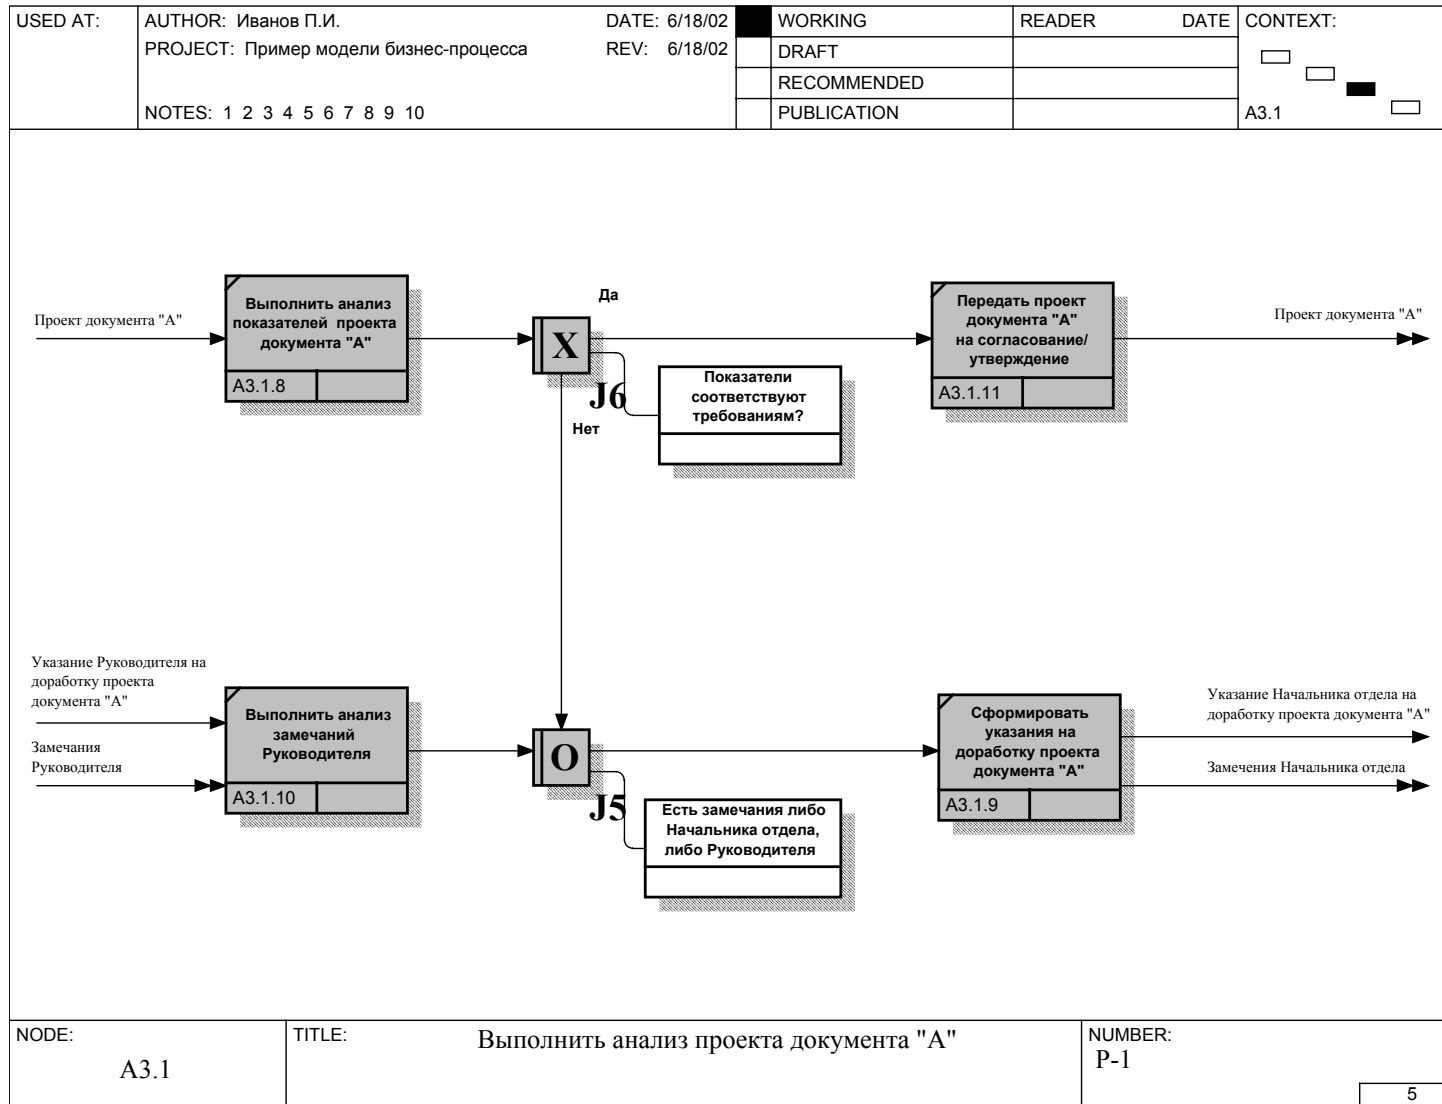 USED AT:
AUTHOR: Иванов П.И.
DATE: 6/18/02
PROJECT: Пример модели бизнес-процесса
REV: 6/18/02
NOTES: 1 2 3 4 5 6 7 8 9 10
WORKING
DRAFT
RECOMMENDED
PUBLICATION
READER DATE
CONTEXT:
A3.1
Проект документа "А"
Выполнить анализ
показателей проекта
документа "А"
A3.1.8
X
J6
Да
Нет
Показатели
соответствуют
требованиям?
Передать проект
документа "А"
на согласование/
утверждение
A3.1.11
Проект документа "А"
Указание Руководителя на
доработку проекта
документа "А"
Замечания
Руководителя
Выполнить анализ
замечаний
Руководителя
A3.1.10
O
J5
Есть замечания либо
Начальника отдела,
либо Руководителя
Сформировать
указания на
доработку проекта
документа "А"
A3.1.9
Указание Начальника отдела на
доработку проекта документа "А"
Замечения Начальника отдела
NODE:
A3.1
TITLE:
Выполнить анализ проекта документа "А"
NUMBER:
P-1
5